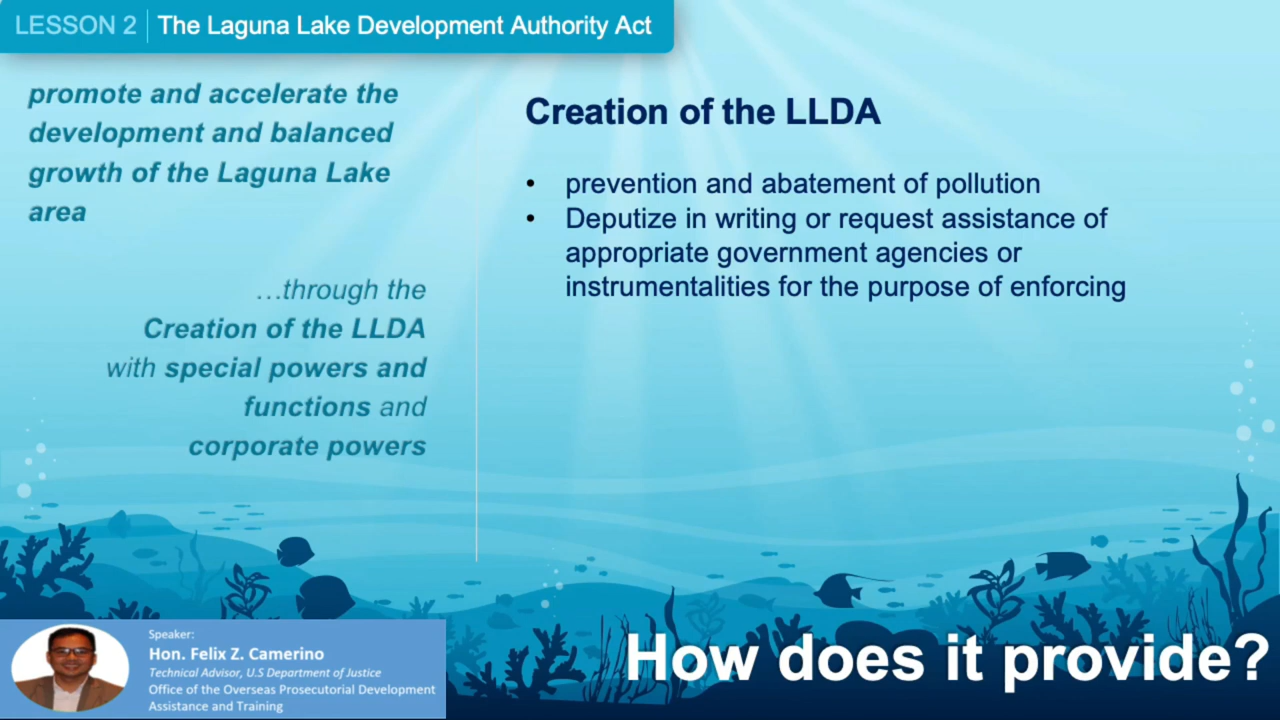 LESSON 2 | The Laguna Lake Development Authority Act
promote and accelerate the
development and balanced
growth of the Laguna Lake
area
…through the
Creation of the LLDA
with special powers and
functions and
corporate powers
Creation of the LLDA
• prevention and abatement of pollution
• Deputize in writing or request assistance of
appropriate government agencies or
instrumentalities for the purpose of enforcing
Speaker:
Hon. Felix Z. Camerino
Technical Advisor, U.S Department of Justice
Office of the Overseas Prosecutorial Development
Assistance and Training
How does it provide?